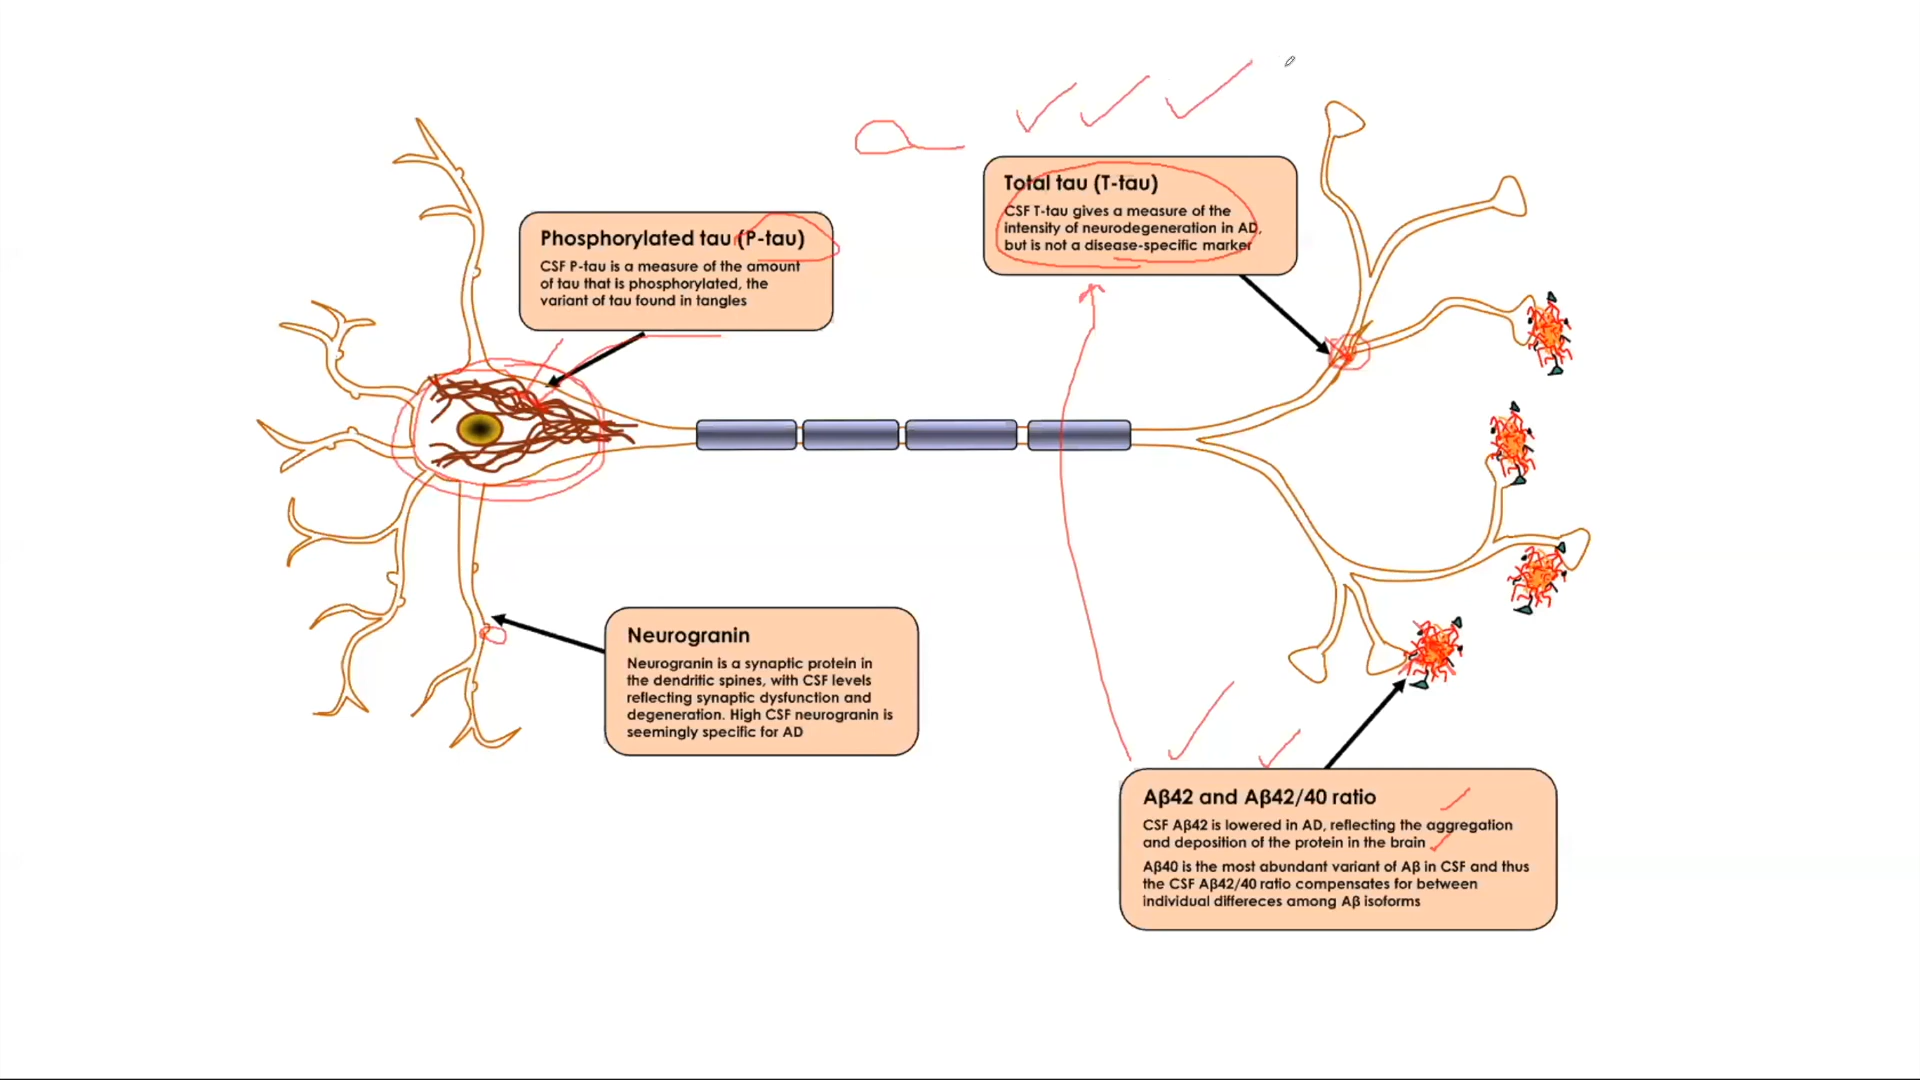 Total tau (T-tau)
CSF T-tau gives a measure of the
intensity of neurodegeneration in AD,
but is not a disease-specific marker
Phosphorylated tau (P-tau)
CSF P-tau is a measure of the amount
of tau that is phosphorylated, the
variant of tau found in tangles
Neurogranin
Neurogranin is a synaptic protein in
the dendritic spines, with CSF levels
reflecting synaptic dysfunction and
degeneration. High CSF neurogranin is
seemingly specific for AD
Aβ42 and Aβ42/40 ratio
CSF Aβ42 is lowered in AD, reflecting the aggregation
and deposition of the protein in the brain
Aβ40 is the most abundant variant of Aβ in CSF and thus
the CSF Aβ42/40 ratio compensates for between
individual differeces among Aβ isoforms